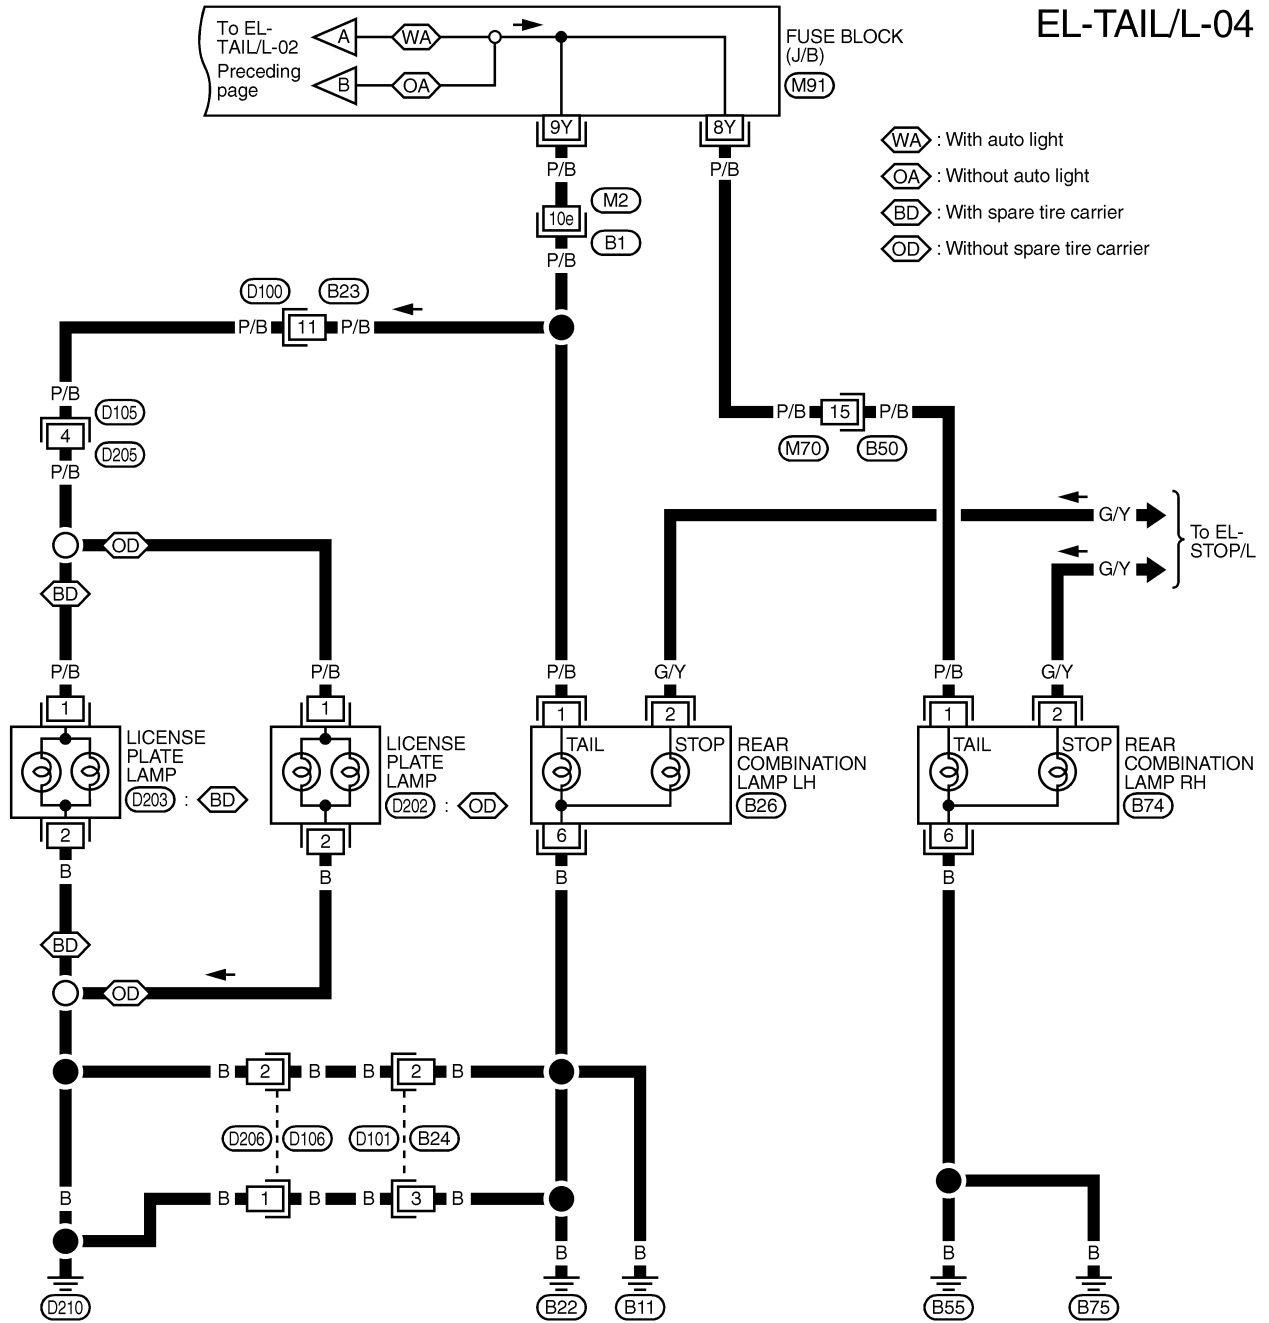 EL-TAIL/L-04
To EL-
TAIL/L-02
A
WA
Preceding
page
B
OA
FUSE BLOCK
(J/B)
M91
9Y
8Y
P/B
P/B
WA : With auto light
OA : Without auto light
BD : With spare tire carrier
OD : Without spare tire carrier
M2
10e
B1
P/B
D100
B23
P/B
11
P/B
P/B
D105
4
D205
P/B
P/B
15
P/B
M70
B50
G/Y
To EL-
STOP/L
G/Y
OD
BD
P/B
P/B
P/B
G/Y
P/B
G/Y
1
1
1
2
1
2
LICENSE
PLATE
LAMP
D203 : BD
LICENSE
PLATE
LAMP
D202 : OD
TAIL
STOP
REAR
COMBINATION
LAMP LH
B26
TAIL
STOP
REAR
COMBINATION
LAMP RH
B74
2
2
6
6
B
B
B
B
BD
OD
B
2
B
B
2
B
D206
D106
D101
B24
B
B
1
B
B
3
B
B
B
B
B
D210
B22
B11
B55
B75